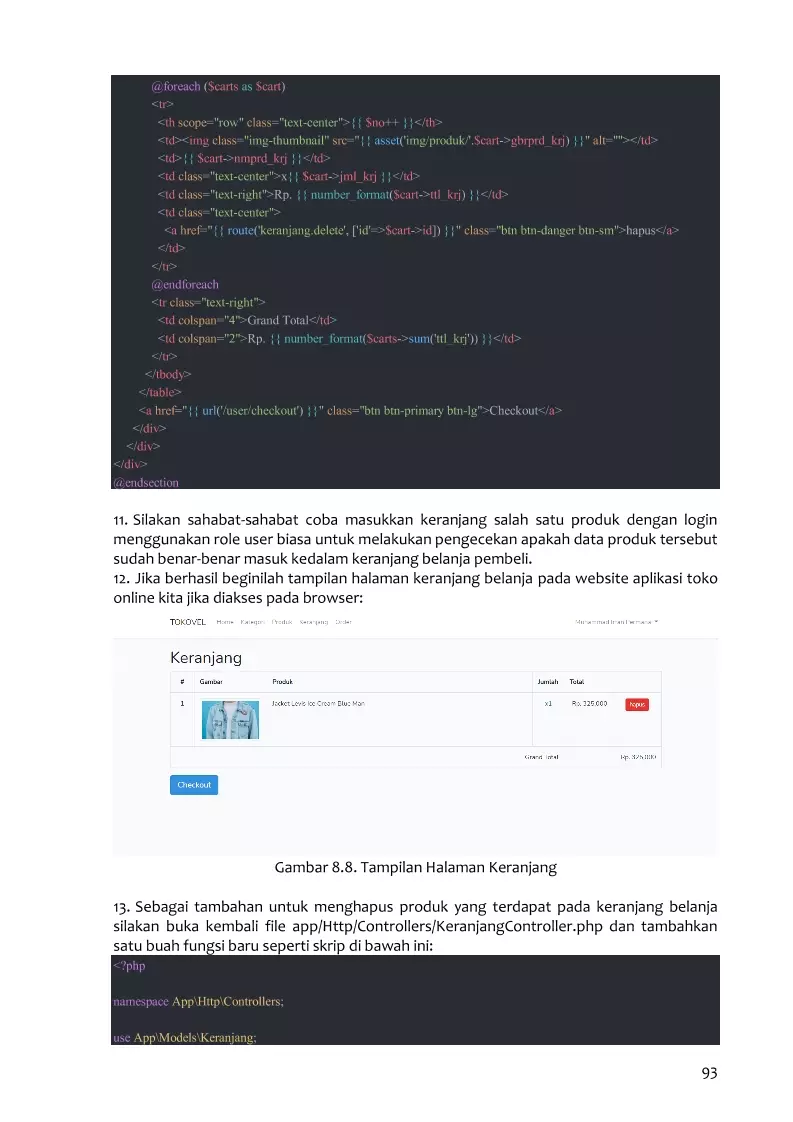 @foreach ($carts as $cart)
<tr>
<th scope="row" class="text-center">{{ $no++ }}</th>
<td><img class="img-thumbnail" src="{{ asset('img/produk/'.$cart->gbrprd_krj) }}" alt=""></td>
<td>{{ $cart->nmprd_krj }}</td>
<td class="text-center">x{{ $cart->jml_krj }}</td>
<td class="text-right">Rp. {{ number_format($cart->ttl_krj) }}</td>
<td class="text-center">
<a href="{{ route('keranjang.delete', ['id'=>$cart->id]) }}" class="btn btn-danger btn-sm">hapus</a>
</td>
</tr>
@endforeach
<tr class="text-right">
<td colspan="4">Grand Total</td>
<td colspan="2">Rp. {{ number_format($carts->sum('ttl_krj')) }}</td>
</tr>
</tbody>
</table>
<a href="{{ url('/user/checkout') }}" class="btn btn-primary btn-lg">Checkout</a>
</div>
</div>
</div>
@endsection
11. Silakan sahabat-sahabat coba masukkan keranjang salah satu produk dengan login
menggunakan role user biasa untuk melakukan pengecekan apakah data produk tersebut
sudah benar-benar masuk kedalam keranjang belanja pembeli.
12. Jika berhasil beginilah tampilan halaman keranjang belanja pada website aplikasi toko
online kita jika diakses pada browser:
TOKOVEL Home Kategori Produk Keranjang Order Muhammad Iman Permana
Keranjang
# Gambar Produk Jumlah Total
1 Jacket Levis Ice Cream Blue Man x1 Rp. 325,000 hapus
Grand Total Rp. 325,000
Checkout
Gambar 8.8. Tampilan Halaman Keranjang
13. Sebagai tambahan untuk menghapus produk yang terdapat pada keranjang belanja
silakan buka kembali file app/Http/Controllers/KeranjangController.php dan tambahkan
satu buah fungsi baru seperti skrip di bawah ini:
<?php
namespace App\Http\Controllers;
use App\Models\Keranjang;
93